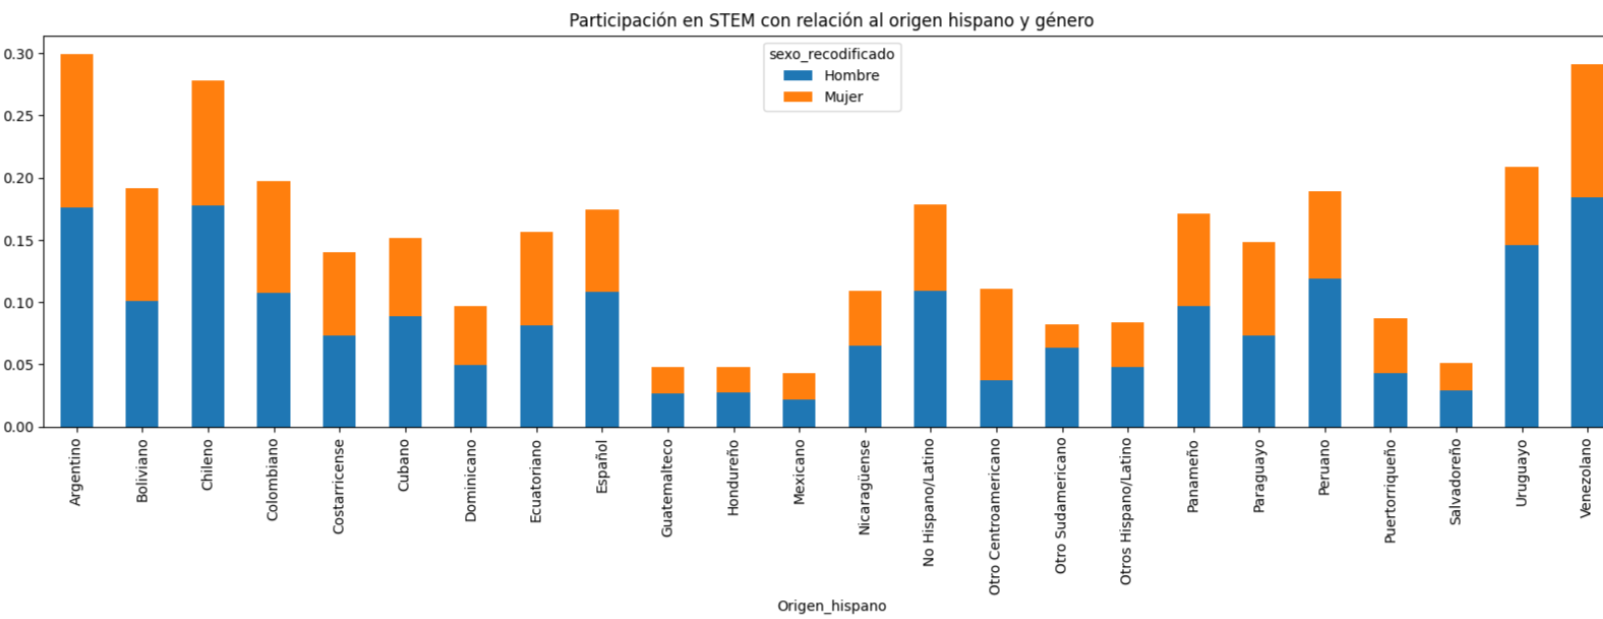 Participación en STEM con relación al origen hispano y género
sexo_recodificado
Hombre
Mujer
0.30
0.25
0.20
0.15
0.10
0.05
0.00
Argentino
Boliviano
Chileno
Colombiano
Costarricense
Cubano
Dominicano
Ecuatoriano
Español
Guatemalteco
Hondureño
Mexicano
Nicaragüense
No Hispano/Latino
Otro Centroamericano
Otro Sudamericano
Otros Hispano/Latino
Panameño
Paraguayo
Peruano
Puertorriqueño
Salvadoreño
Uruguayo
Venezolano
Origen_hispano